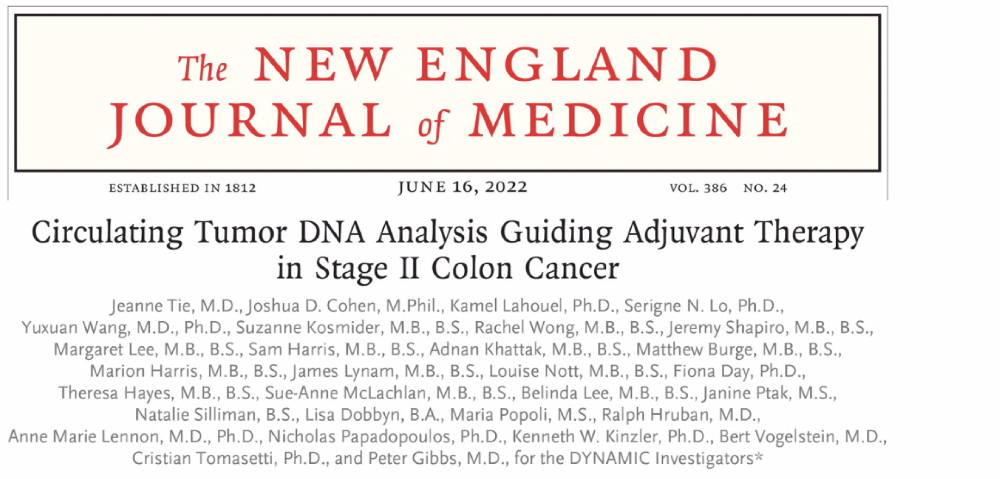 The NEW ENGLAND
JOURNAL of MEDICINE
ESTABLISHED IN 1812 JUNE 16, 2022 VOL. 386 NO. 24
Circulating Tumor DNA Analysis Guiding Adjuvant Therapy
in Stage II Colon Cancer
Jeanne Tie, M.D., Joshua D. Cohen, M.Phil., Kamel Lahouel, Ph.D., Serigne N. Lo, Ph.D.,
Yuxuan Wang, M.D., Ph.D., Suzanne Kosmider, M.B., B.S., Rachel Wong, M.B., B.S., Jeremy Shapiro, M.B., B.S.,
Margaret Lee, M.B., B.S., Sam Harris, M.B., B.S., Adnan Khattak, M.B., B.S., Matthew Burge, M.B., B.S.,
Marion Harris, M.B., B.S., James Lynam, M.B., B.S., Louise Nott, M.B., B.S., Fiona Day, Ph.D.,
Theresa Hayes, M.B., B.S., Sue-Anne McLachlan, M.B., B.S., Belinda Lee, M.B., B.S., Janine Ptak, M.S.,
Natalie Silliman, B.S., Lisa Dobbyn, B.A., Maria Popoli, M.S., Ralph Hruban, M.D.,
Anne Marie Lennon, M.D., Ph.D., Nicholas Papadopoulos, Ph.D., Kenneth W. Kinzler, Ph.D., Bert Vogelstein, M.D.,
Cristian Tomasetti, Ph.D., and Peter Gibbs, M.D., for the DYNAMIC Investigators*